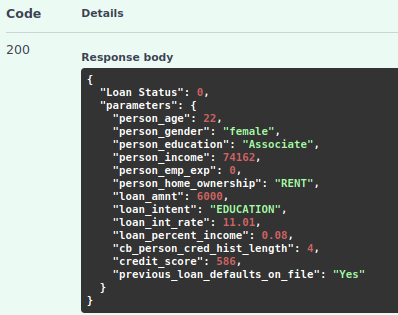 Code Details
200
Response body
{
  "Loan Status": 0,
  "parameters": {
    "person_age": 22,
    "person_gender": "female",
    "person_education": "Associate",
    "person_income": 74162,
    "person_emp_exp": 0,
    "person_home_ownership": "RENT",
    "loan_amnt": 6000,
    "loan_intent": "EDUCATION",
    "loan_int_rate": 11.01,
    "loan_percent_income": 0.08,
    "cb_person_cred_hist_length": 4,
    "credit_score": 586,
    "previous_loan_defaults_on_file": "Yes"
  }
}